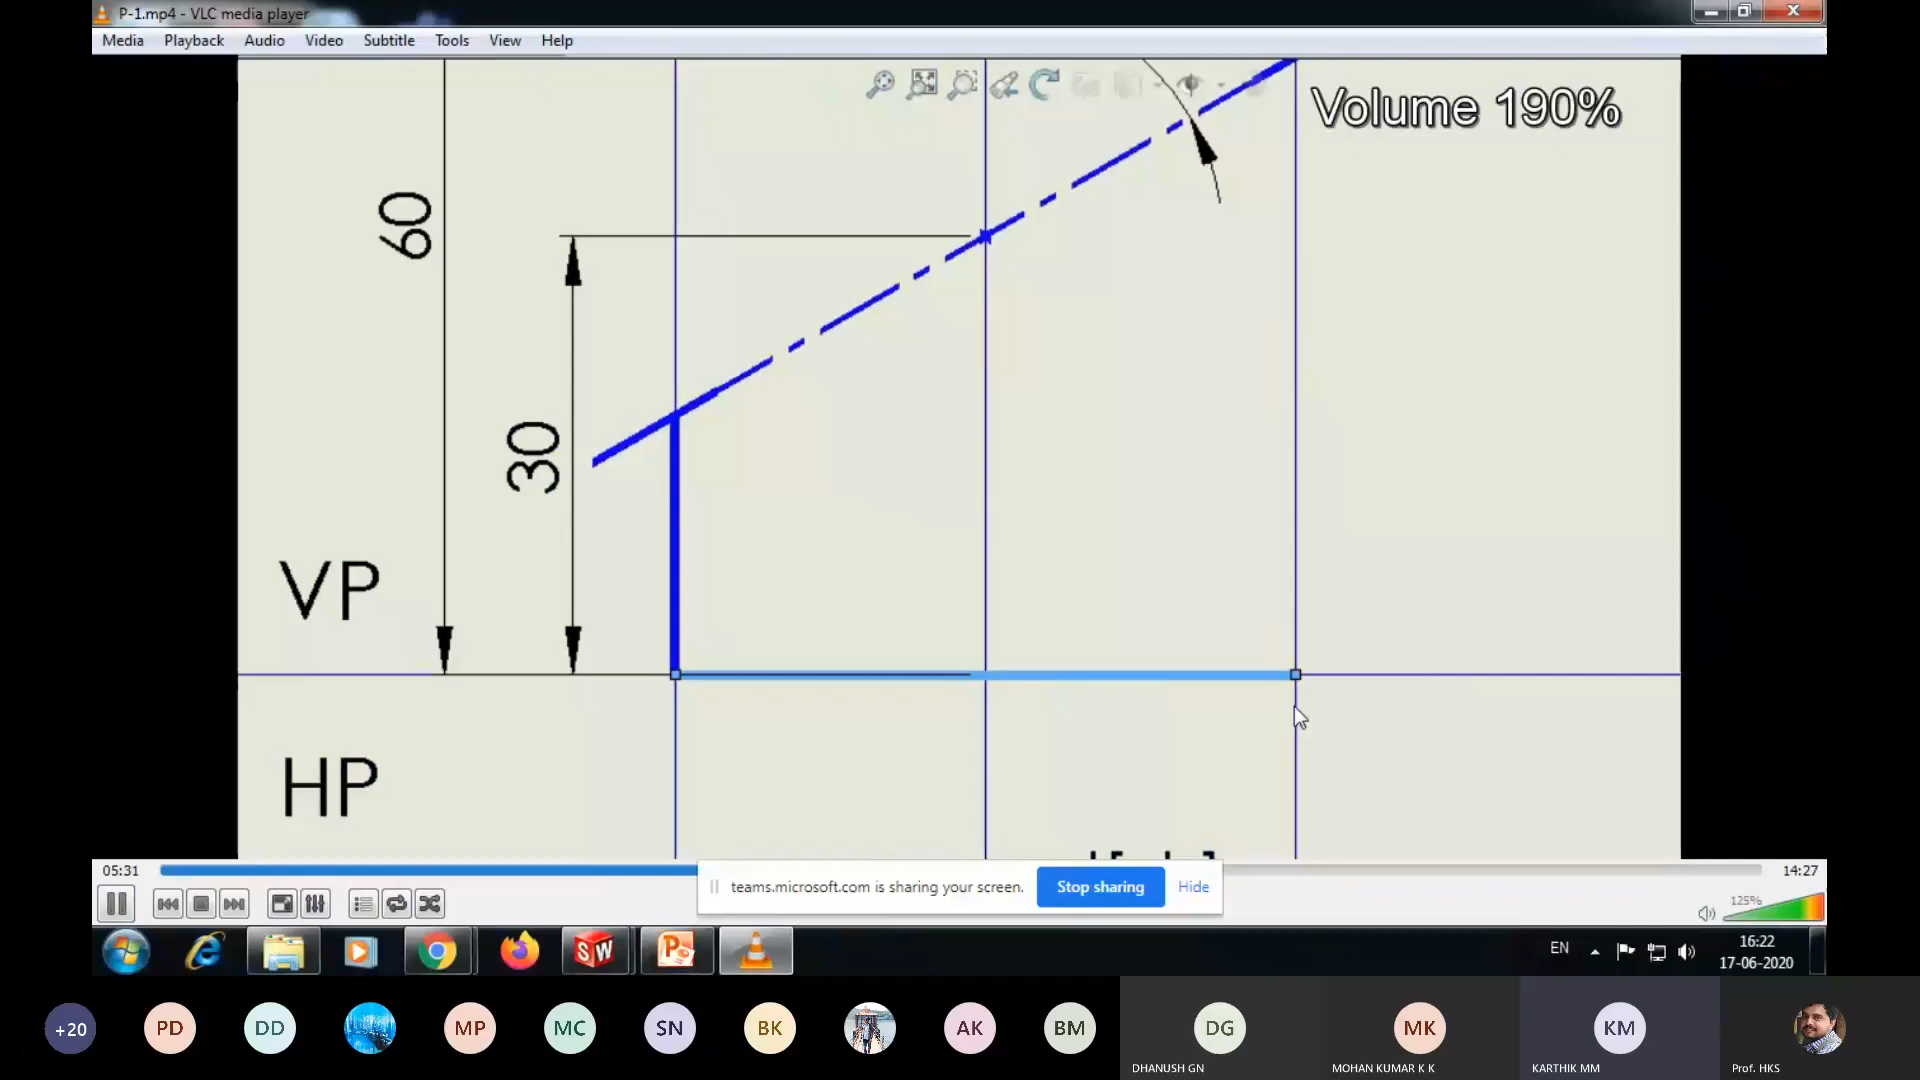 P-1.mp4 - VLC media player
Media Playback Audio Video Subtitle Tools View Help
Volume 190%
60
30
VP
HP
05:31
14:27
teams.microsoft.com is sharing your screen.
Stop sharing
Hide
125%
SW
P
EN
16:22
17-06-2020
+20
PD
DD
MP
MC
SN
BK
AK
BM
DG
DHANUSH GN
MK
MOHAN KUMAR K K
KM
KARTHIK MM
Prof. HKS